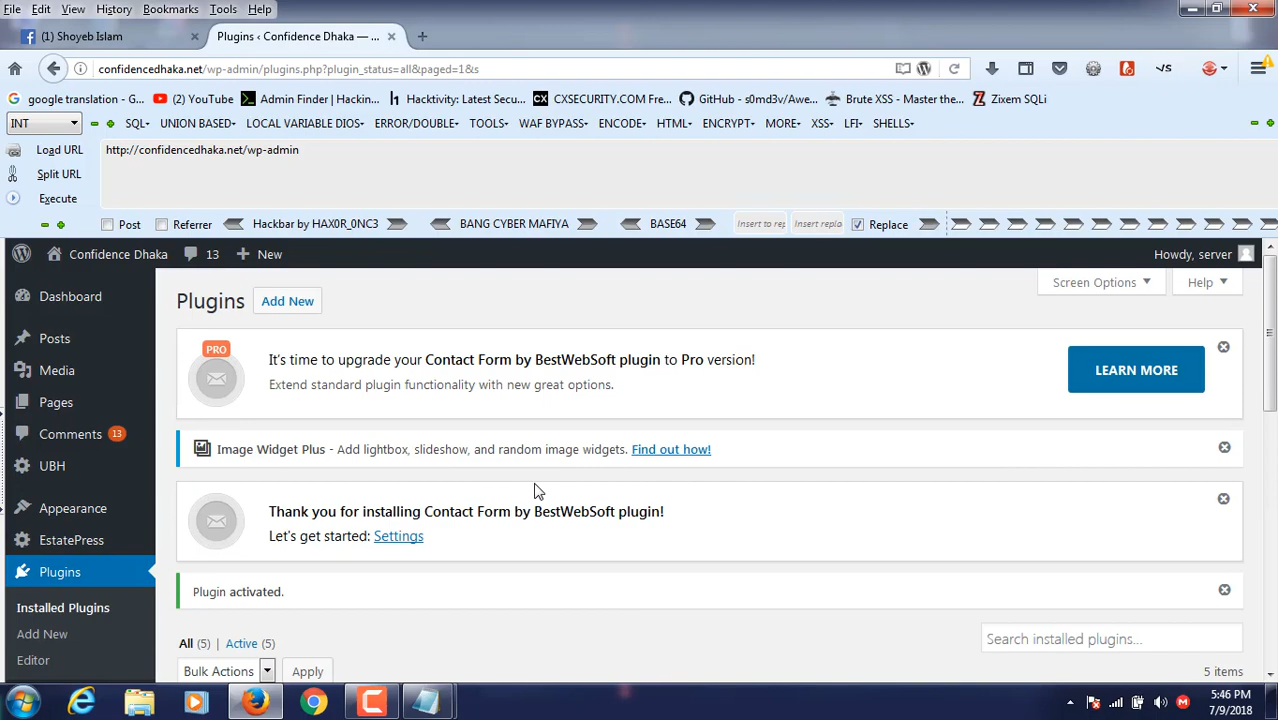 File Edit View History Bookmarks Tools Help
(1) Shoyeb Islam
Plugins ‹ Confidence Dhaka — ...
confidencedhaka.net/wp-admin/plugins.php?plugin_status=all&paged=1&s
google translation - G...
(2) YouTube
Admin Finder | Hackin...
Hacktivity: Latest Secu...
CXSECURITY.COM Fre...
GitHub - s0md3v/Awe...
Brute XSS - Master the...
Zixem SQLi
INT
SQL UNION BASED LOCAL VARIABLE DIOS ERROR/DOUBLE TOOLS WAF BYPASS ENCODE HTML ENCRYPT MORE XSS LFI SHELLS
Load URL
http://confidencedhaka.net/wp-admin
Split URL
Execute
Post Referrer Hackbar by HAX0R_0NC3 BANG CYBER MAFIYA BASE64 Insert to rep Insert repla Replace
Confidence Dhaka 13 New
Howdy, server
Dashboard
Posts
Media
Pages
Comments 13
UBH
Appearance
EstatePress
Plugins
Installed Plugins
Add New
Editor
Plugins Add New
Screen Options Help
PRO
It's time to upgrade your Contact Form by BestWebSoft plugin to Pro version!
Extend standard plugin functionality with new great options.
LEARN MORE
Image Widget Plus - Add lightbox, slideshow, and random image widgets. Find out how!
Thank you for installing Contact Form by BestWebSoft plugin!
Let's get started: Settings
Plugin activated.
All (5) | Active (5)
Search installed plugins...
Bulk Actions Apply
5 items
5:46 PM
7/9/2018